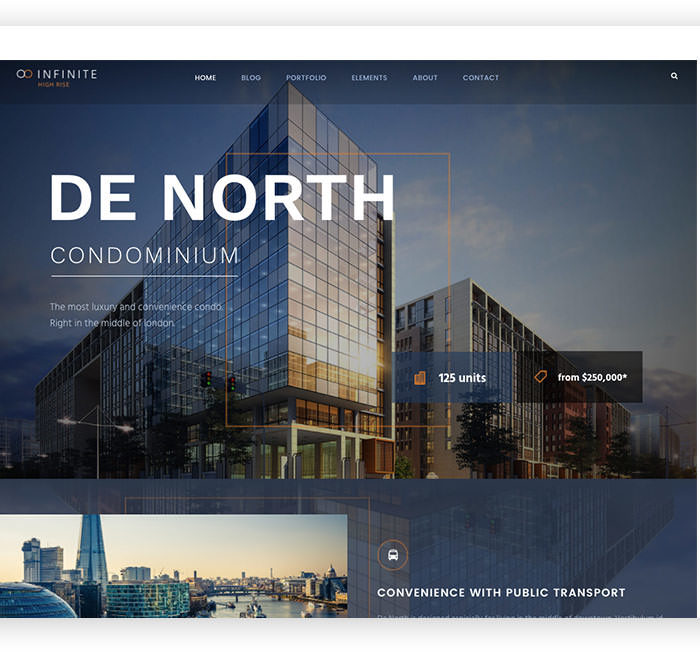 INFINITE
HIGH RISE
HOME BLOG PORTFOLIO ELEMENTS ABOUT CONTACT
DE NORTH
CONDOMINIUM
The most luxury and convenience condo.
Right in the middle of london.
125 units
from $250,000*
CONVENIENCE WITH PUBLIC TRANSPORT